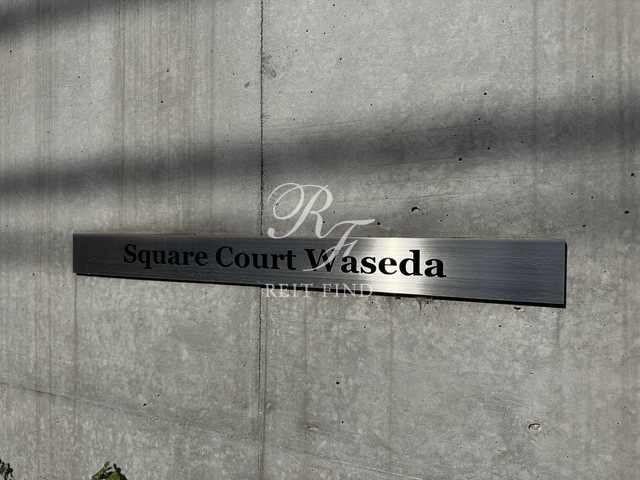 Square Court Waseda
RF
REIT FIND